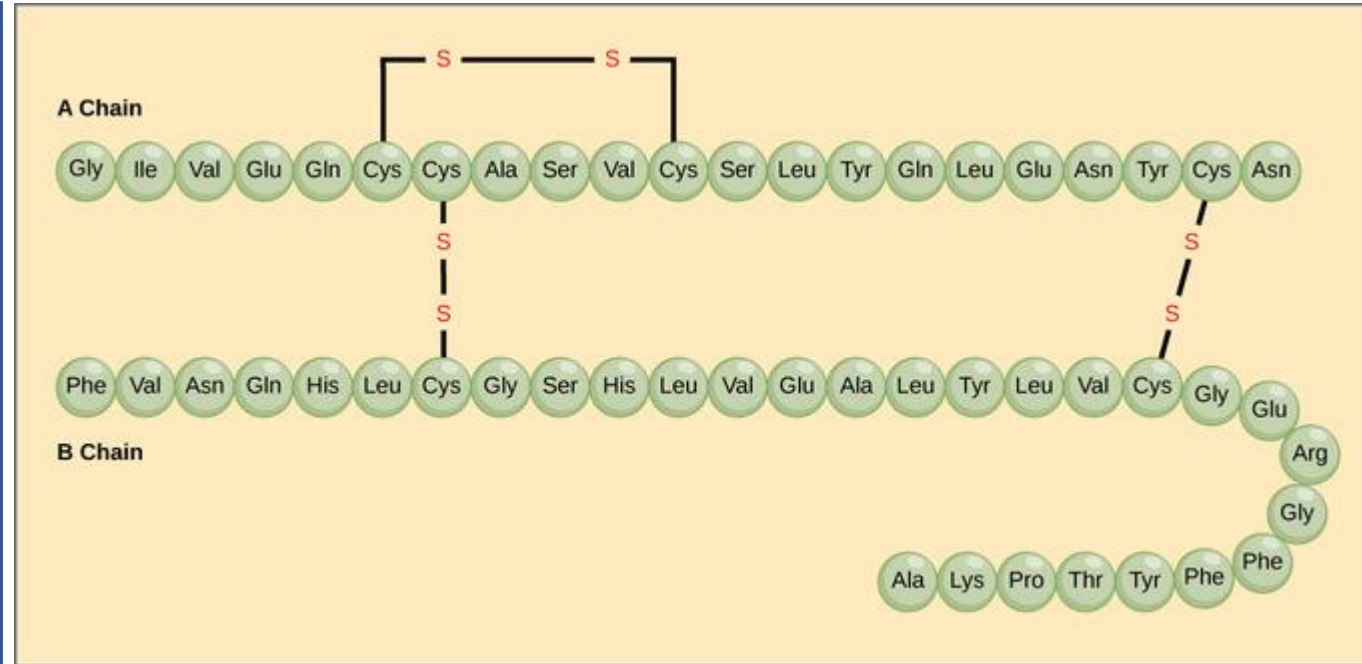 S S
A Chain
Gly Ile Val Glu Gln Cys Cys Ala Ser Val Cys Ser Leu Tyr Gln Leu Glu Asn Tyr Cys Asn
S S
S S
Phe Val Asn Gln His Leu Cys Gly Ser His Leu Val Glu Ala Leu Tyr Leu Val Cys Gly Glu
B Chain
Arg
Gly
Ala Lys Pro Thr Tyr Phe Phe